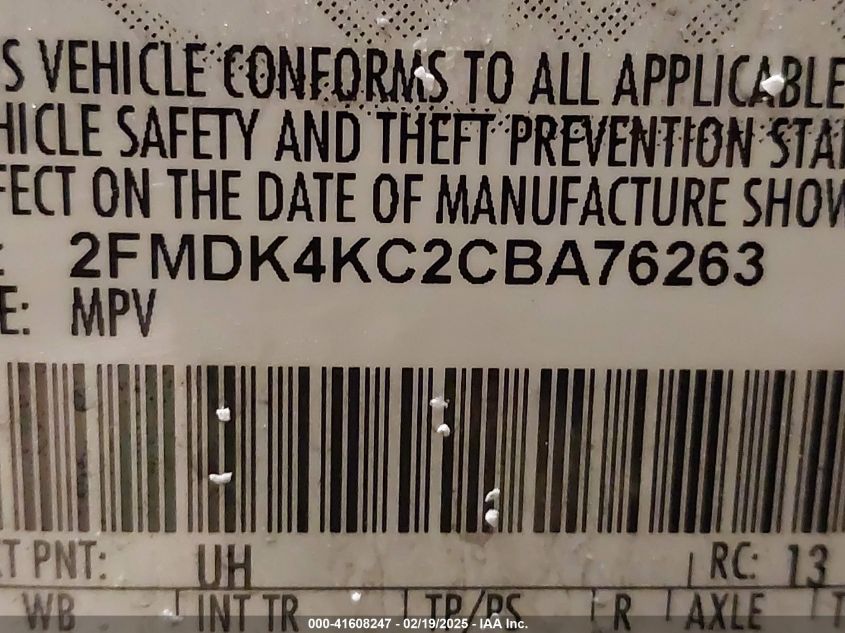 S VEHICLE CONFORMS TO ALL APPLICABLE
HICLE SAFETY AND THEFT PREVENTION STA
FECT ON THE DATE OF MANUFACTURE SHOW
: 2FMDK4KC2CBA76263
E: MPV
T PNT: UH RC: 13
WB INT TR TP/PS R AXLE T
000-41608247 - 02/19/2025 - IAA Inc.